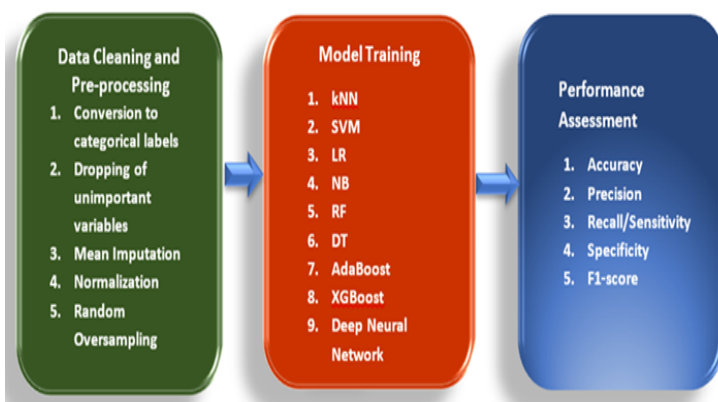 Data Cleaning and
Pre-processing
1. Conversion to
categorical labels
2. Dropping of
unimportant
variables
3. Mean Imputation
4. Normalization
5. Random
Oversampling
Model Training
1. kNN
2. SVM
3. LR
4. NB
5. RF
6. DT
7. AdaBoost
8. XGBoost
9. Deep Neural
Network
Performance
Assessment
1. Accuracy
2. Precision
3. Recall/Sensitivity
4. Specificity
5. F1-score